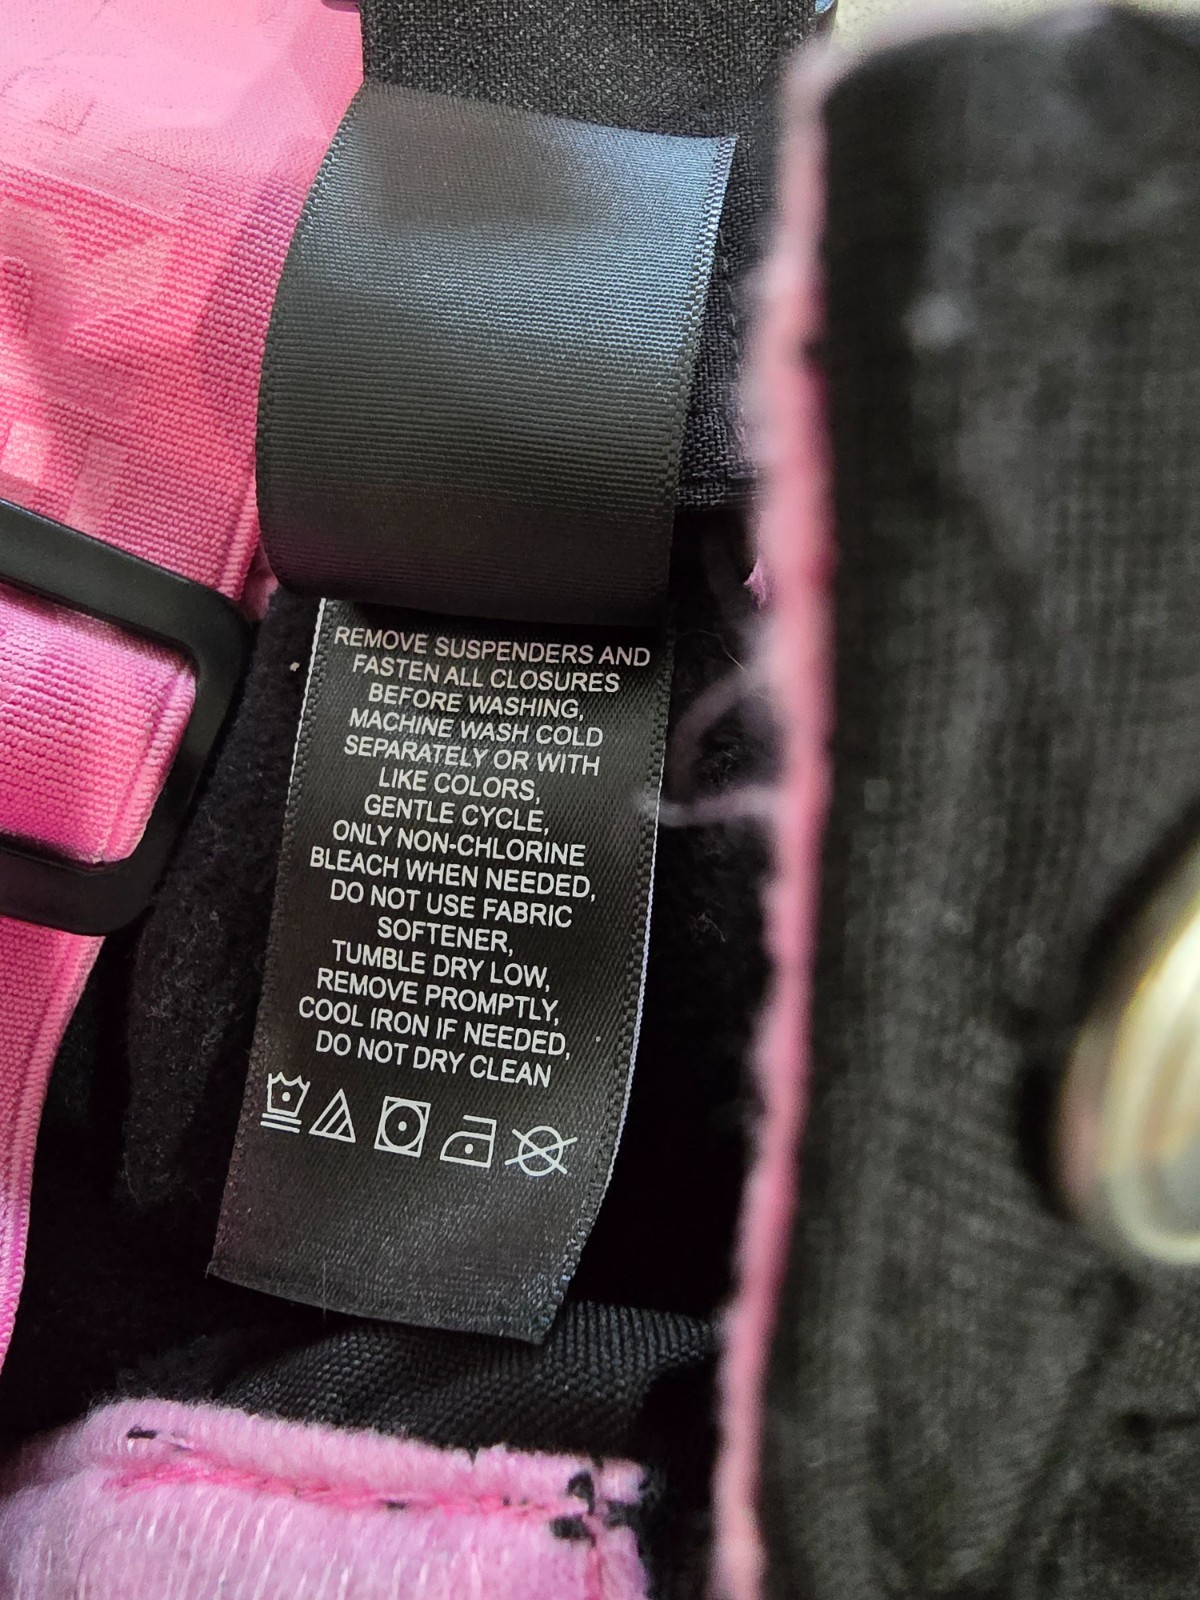 REMOVE SUSPENDERS AND
FASTEN ALL CLOSURES
BEFORE WASHING,
MACHINE WASH COLD
SEPARATELY OR WITH
LIKE COLORS,
GENTLE CYCLE,
ONLY NON-CHLORINE
BLEACH WHEN NEEDED,
DO NOT USE FABRIC
SOFTENER,
TUMBLE DRY LOW,
REMOVE PROMPTLY,
COOL IRON IF NEEDED,
DO NOT DRY CLEAN